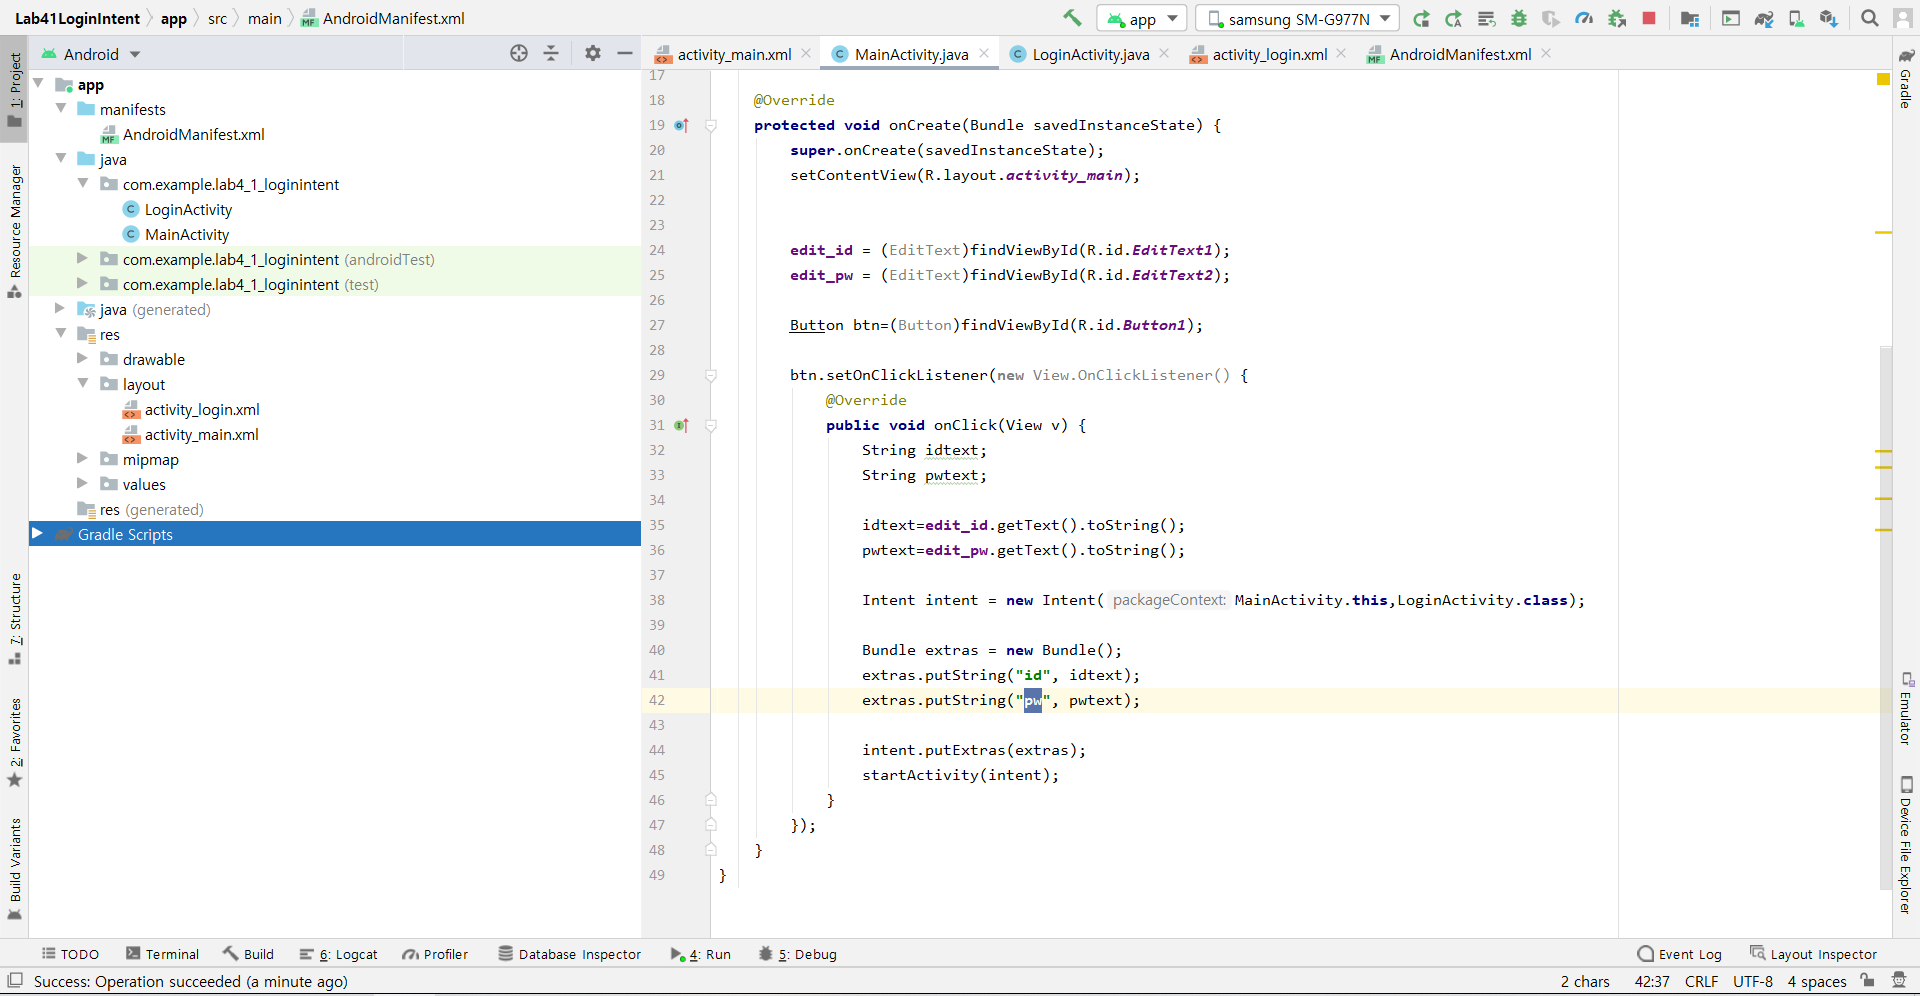 Lab41LoginIntent app src main AndroidManifest.xml
app samsung SM-G977N
Android
activity_main.xml MainActivity.java LoginActivity.java activity_login.xml AndroidManifest.xml
1: Project
Resource Manager
7: Structure
2: Favorites
Build Variants
app
manifests
AndroidManifest.xml
java
com.example.lab4_1_loginintent
LoginActivity
MainActivity
com.example.lab4_1_loginintent (androidTest)
com.example.lab4_1_loginintent (test)
java (generated)
res
drawable
layout
activity_login.xml
activity_main.xml
mipmap
values
res (generated)
Gradle Scripts
17
18 @Override
19 protected void onCreate(Bundle savedInstanceState) {
20 super.onCreate(savedInstanceState);
21 setContentView(R.layout.activity_main);
22
23
24 edit_id = (EditText)findViewById(R.id.EditText1);
25 edit_pw = (EditText)findViewById(R.id.EditText2);
26
27 Button btn=(Button)findViewById(R.id.Button1);
28
29 btn.setOnClickListener(new View.OnClickListener() {
30 @Override
31 public void onClick(View v) {
32 String idtext;
33 String pwtext;
34
35 idtext=edit_id.getText().toString();
36 pwtext=edit_pw.getText().toString();
37
38 Intent intent = new Intent( packageContext: MainActivity.this,LoginActivity.class);
39
40 Bundle extras = new Bundle();
41 extras.putString("id", idtext);
42 extras.putString("pw", pwtext);
43
44 intent.putExtras(extras);
45 startActivity(intent);
46 }
47 });
48 }
49 }
Gradle
Emulator
Device File Explorer
TODO Terminal Build 6: Logcat Profiler Database Inspector 4: Run 5: Debug Event Log Layout Inspector
Success: Operation succeeded (a minute ago) 2 chars 42:37 CRLF UTF-8 4 spaces